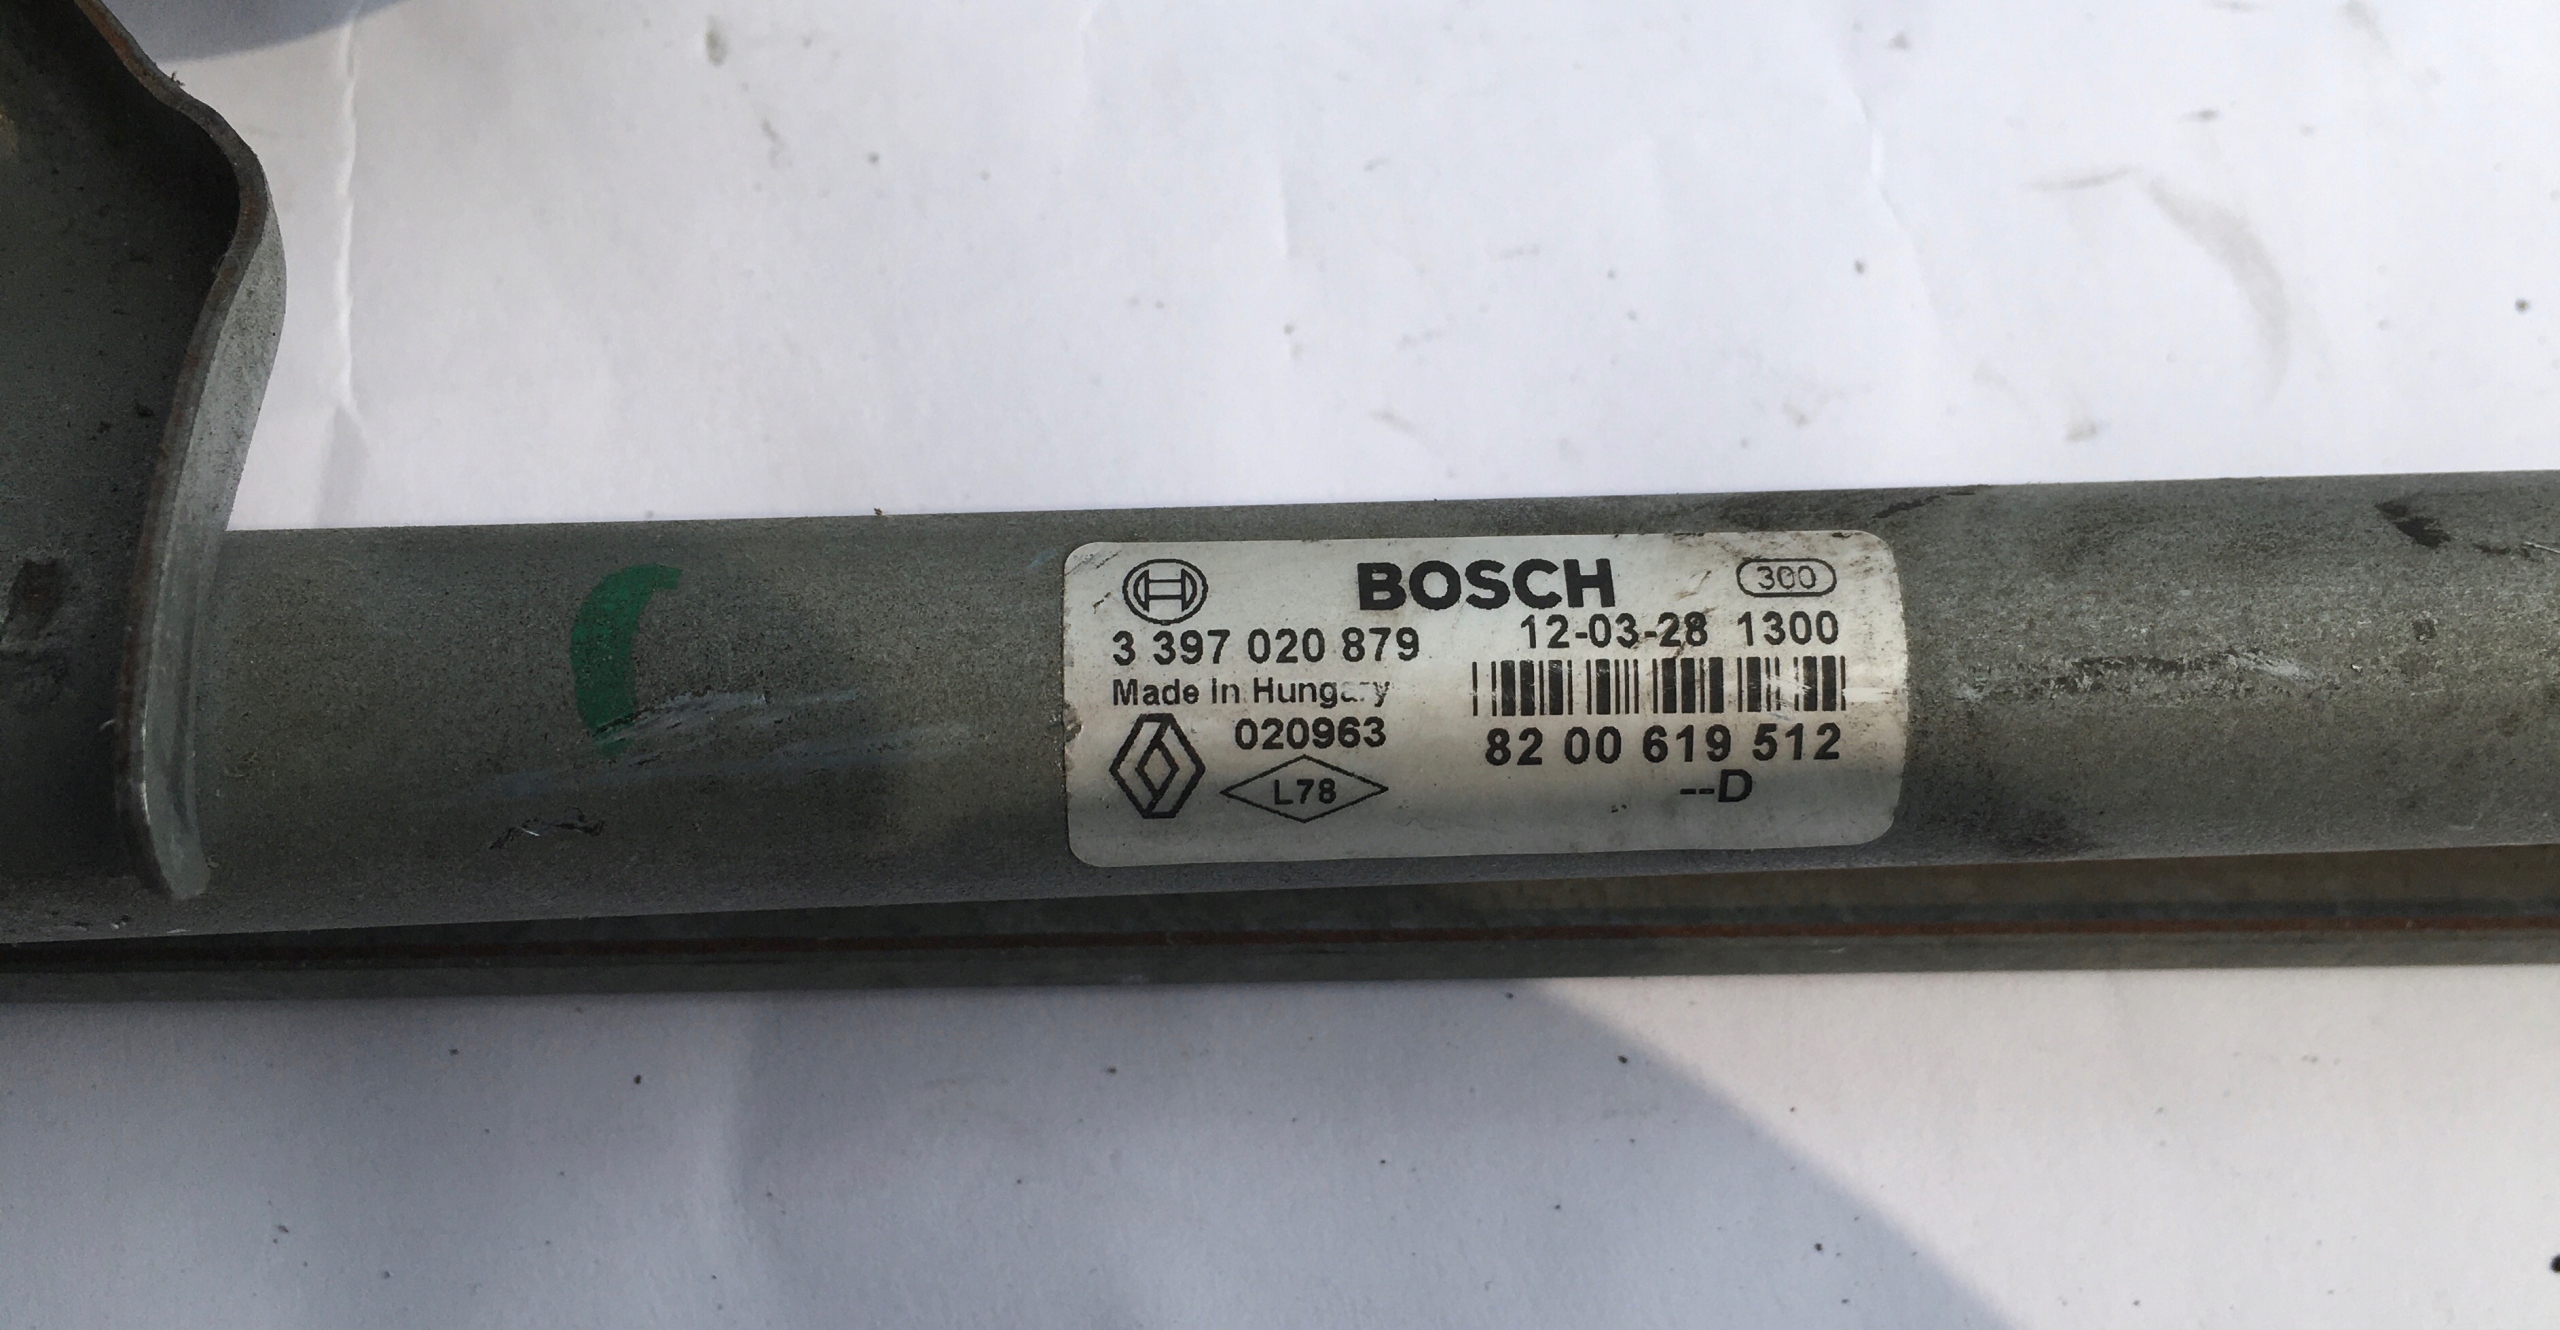 BOSCH 300
3 397 020 879 12-03-28 1300
Made in Hungary
020963 82 00 619 512
L78 --D